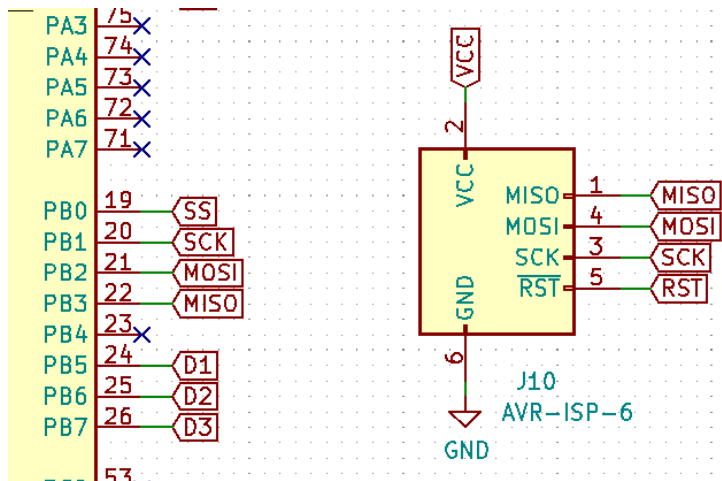 PA3 75
PA4 74
PA5 73
PA6 72
PA7 71
PB0 19 SS
PB1 20 SCK
PB2 21 MOSI
PB3 22 MISO
PB4 23
PB5 24 D1
PB6 25 D2
PB7 26 D3
53
VCC
2
VCC
MISO 1 MISO
MOSI 4 MOSI
SCK 3 SCK
RST 5 RST
GND
6
J10
AVR-ISP-6
GND